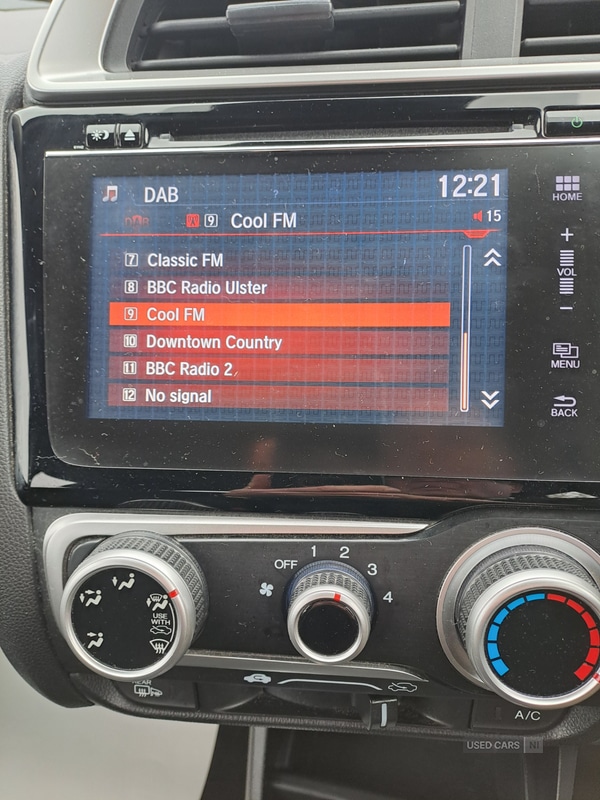 DAB
12:21
DAB
9 Cool FM
15
7 Classic FM
8 BBC Radio Ulster
9 Cool FM
10 Downtown Country
11 BBC Radio 2
12 No signal
HOME
+
VOL
−
MENU
BACK
OFF 1 2 3 4
USE WITH
REAR
A/C
USED CARS NI